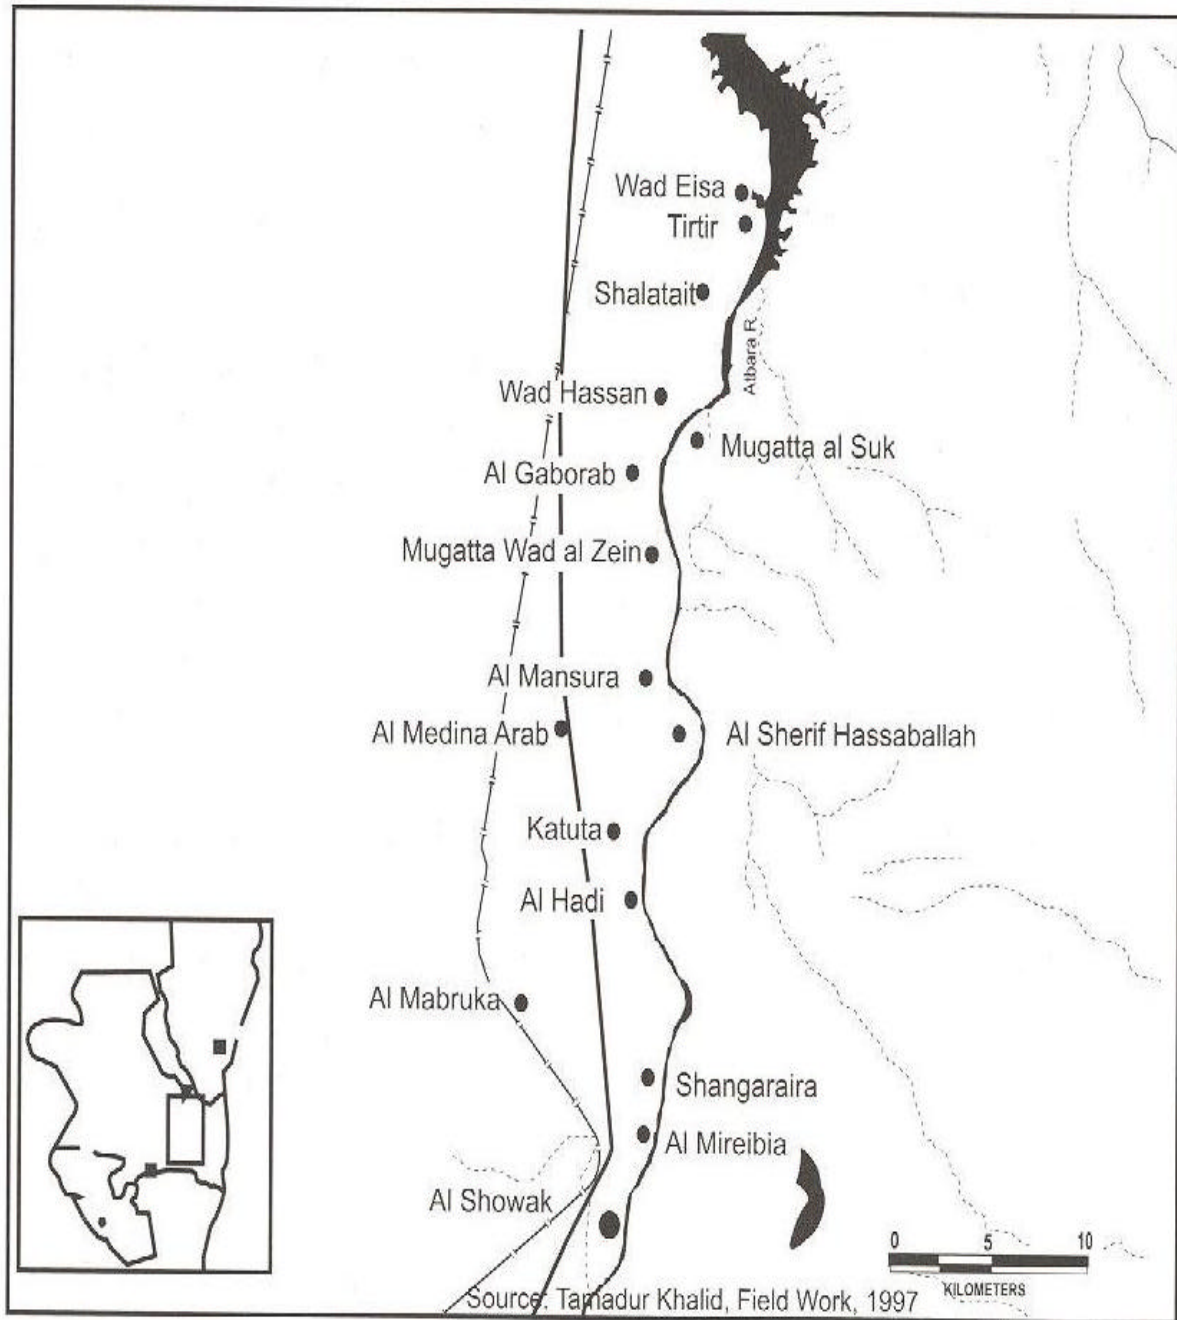 Wad Eisa
Tirtir
Shalatait
Atbara R.
Wad Hassan
Mugatta al Suk
Al Gaborab
Mugatta Wad al Zein
Al Mansura
Al Medina Arab
Al Sherif Hassaballah
Katuta
Al Hadi
Al Mabruka
Shangaraira
Al Mireibia
Al Showak
0 5 10
KILOMETERS
Source: Tamadur Khalid, Field Work, 1997